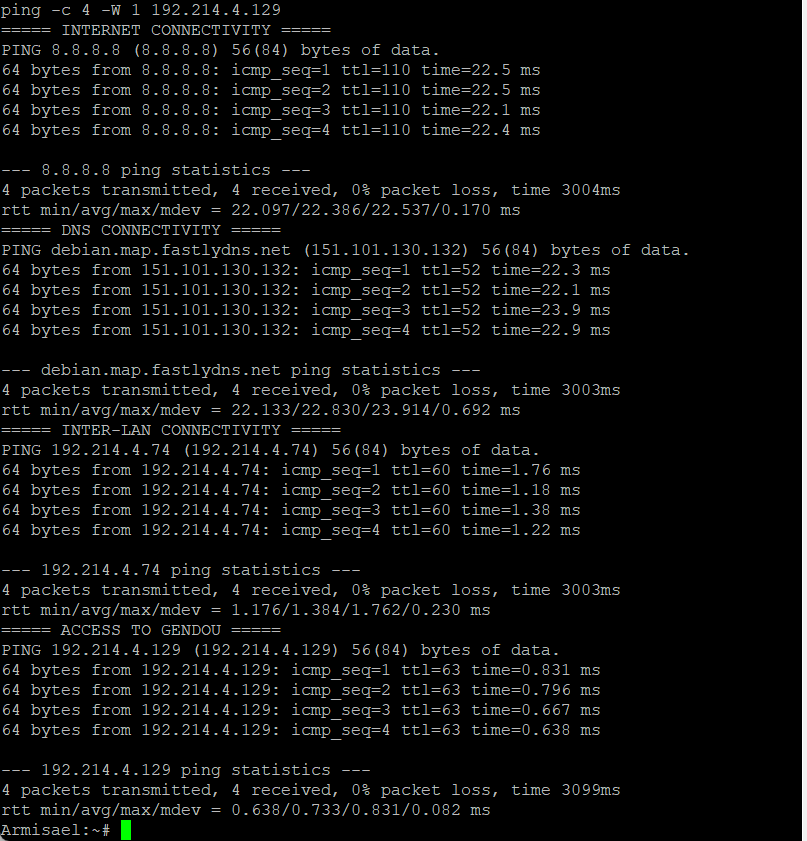 ping -c 4 -W 1 192.214.4.129
===== INTERNET CONNECTIVITY =====
PING 8.8.8.8 (8.8.8.8) 56(84) bytes of data.
64 bytes from 8.8.8.8: icmp_seq=1 ttl=110 time=22.5 ms
64 bytes from 8.8.8.8: icmp_seq=2 ttl=110 time=22.5 ms
64 bytes from 8.8.8.8: icmp_seq=3 ttl=110 time=22.1 ms
64 bytes from 8.8.8.8: icmp_seq=4 ttl=110 time=22.4 ms

--- 8.8.8.8 ping statistics ---
4 packets transmitted, 4 received, 0% packet loss, time 3004ms
rtt min/avg/max/mdev = 22.097/22.386/22.537/0.170 ms
===== DNS CONNECTIVITY =====
PING debian.map.fastlydns.net (151.101.130.132) 56(84) bytes of data.
64 bytes from 151.101.130.132: icmp_seq=1 ttl=52 time=22.3 ms
64 bytes from 151.101.130.132: icmp_seq=2 ttl=52 time=22.1 ms
64 bytes from 151.101.130.132: icmp_seq=3 ttl=52 time=23.9 ms
64 bytes from 151.101.130.132: icmp_seq=4 ttl=52 time=22.9 ms

--- debian.map.fastlydns.net ping statistics ---
4 packets transmitted, 4 received, 0% packet loss, time 3003ms
rtt min/avg/max/mdev = 22.133/22.830/23.914/0.692 ms
===== INTER-LAN CONNECTIVITY =====
PING 192.214.4.74 (192.214.4.74) 56(84) bytes of data.
64 bytes from 192.214.4.74: icmp_seq=1 ttl=60 time=1.76 ms
64 bytes from 192.214.4.74: icmp_seq=2 ttl=60 time=1.18 ms
64 bytes from 192.214.4.74: icmp_seq=3 ttl=60 time=1.38 ms
64 bytes from 192.214.4.74: icmp_seq=4 ttl=60 time=1.22 ms

--- 192.214.4.74 ping statistics ---
4 packets transmitted, 4 received, 0% packet loss, time 3003ms
rtt min/avg/max/mdev = 1.176/1.384/1.762/0.230 ms
===== ACCESS TO GENDOU =====
PING 192.214.4.129 (192.214.4.129) 56(84) bytes of data.
64 bytes from 192.214.4.129: icmp_seq=1 ttl=63 time=0.831 ms
64 bytes from 192.214.4.129: icmp_seq=2 ttl=63 time=0.796 ms
64 bytes from 192.214.4.129: icmp_seq=3 ttl=63 time=0.667 ms
64 bytes from 192.214.4.129: icmp_seq=4 ttl=63 time=0.638 ms

--- 192.214.4.129 ping statistics ---
4 packets transmitted, 4 received, 0% packet loss, time 3099ms
rtt min/avg/max/mdev = 0.638/0.733/0.831/0.082 ms
Armisael:~#